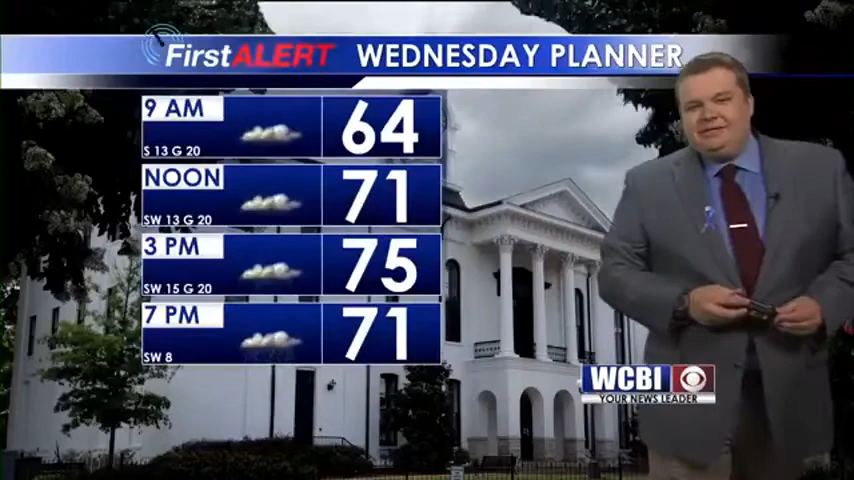 FirstALERT WEDNESDAY PLANNER
9 AM
64
S 13 G 20
NOON
71
SW 13 G 20
3 PM
75
SW 15 G 20
7 PM
71
SW 8
WCBI
YOUR NEWS LEADER